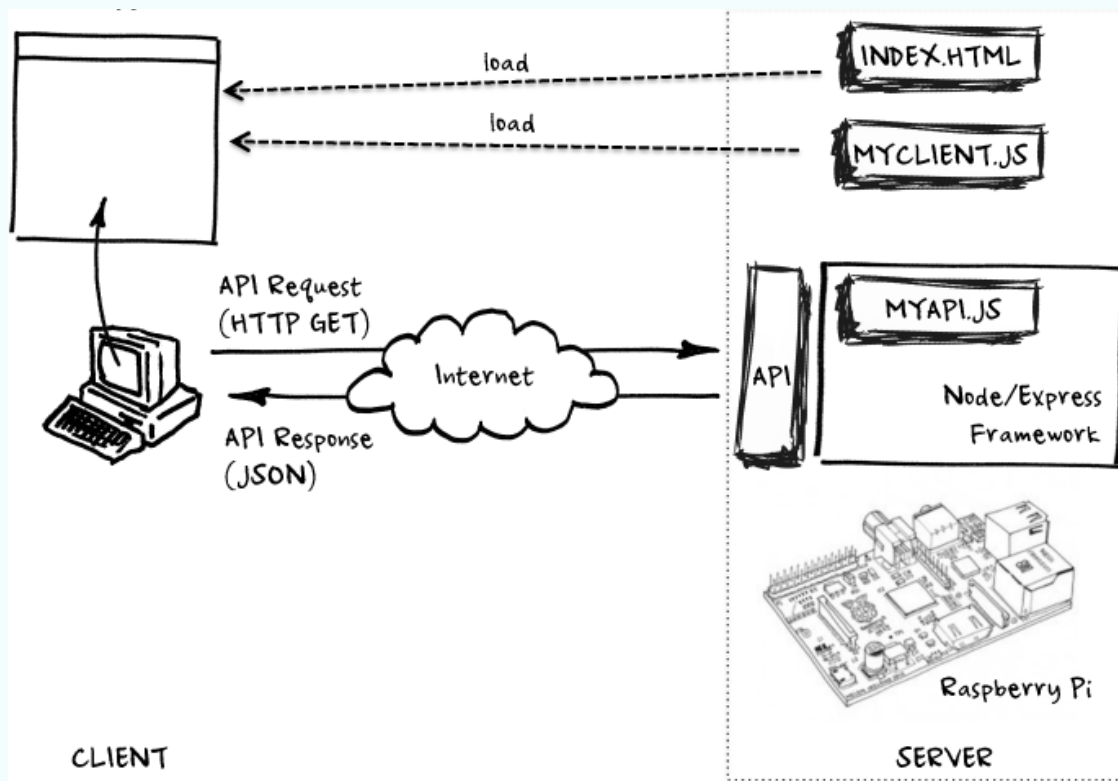 load
INDEX.HTML
load
MYCLIENT.JS
API Request
(HTTP GET)
Internet
API Response
(JSON)
API
MYAPI.JS
Node/Express
Framework
Raspberry Pi
CLIENT
SERVER